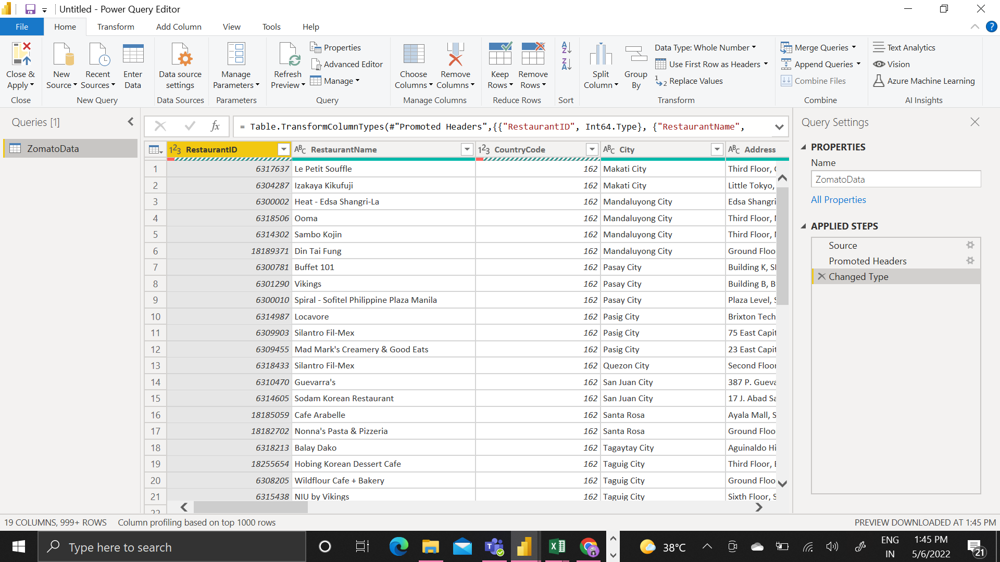 Untitled - Power Query Editor
File Home Transform Add Column View Tools Help
Close & Apply
Close
New Source
Recent Sources
Enter Data
New Query
Data source settings
Data Sources
Manage Parameters
Parameters
Refresh Preview
Properties
Advanced Editor
Manage
Query
Choose Columns
Remove Columns
Manage Columns
Keep Rows
Remove Rows
Reduce Rows
Sort
Split Column
Group By
Data Type: Whole Number
Use First Row as Headers
Replace Values
Transform
Merge Queries
Append Queries
Combine Files
Combine
Text Analytics
Vision
Azure Machine Learning
AI Insights
Queries [1]
ZomatoData
fx
= Table.TransformColumnTypes(#"Promoted Headers",{{"RestaurantID", Int64.Type}, {"RestaurantName",
123 RestaurantID ABC RestaurantName 123 CountryCode ABC City ABC Address
1 6317637 Le Petit Souffle 162 Makati City Third Floor,
2 6304287 Izakaya Kikufuji 162 Makati City Little Tokyo,
3 6300002 Heat - Edsa Shangri-La 162 Mandaluyong City Edsa Shangri
4 6318506 Ooma 162 Mandaluyong City Third Floor,
5 6314302 Sambo Kojin 162 Mandaluyong City Third Floor,
6 18189371 Din Tai Fung 162 Mandaluyong City Ground Floo
7 6300781 Buffet 101 162 Pasay City Building K, S
8 6301290 Vikings 162 Pasay City Building B, B
9 6300010 Spiral - Sofitel Philippine Plaza Manila 162 Pasay City Plaza Level, S
10 6314987 Locavore 162 Pasig City Brixton Tech
11 6309903 Silantro Fil-Mex 162 Pasig City 75 East Capit
12 6309455 Mad Mark's Creamery & Good Eats 162 Pasig City 23 East Capit
13 6318433 Silantro Fil-Mex 162 Quezon City Second Floor
14 6310470 Guevarra's 162 San Juan City 387 P. Gueva
15 6314605 Sodam Korean Restaurant 162 San Juan City 17 J. Abad Sa
16 18185059 Cafe Arabelle 162 Santa Rosa Ayala Mall, S
17 18182702 Nonna's Pasta & Pizzeria 162 Santa Rosa Ground Floo
18 6318213 Balay Dako 162 Tagaytay City Aguinaldo Hi
19 18255654 Hobing Korean Dessert Cafe 162 Taguig City Third Floor,
20 6308205 Wildflour Cafe + Bakery 162 Taguig City Ground Floo
21 6315438 NIU by Vikings 162 Taguig City Sixth Floor, S
22
Query Settings
PROPERTIES
Name
ZomatoData
All Properties
APPLIED STEPS
Source
Promoted Headers
Changed Type
19 COLUMNS, 999+ ROWS Column profiling based on top 1000 rows
PREVIEW DOWNLOADED AT 1:45 PM
Type here to search
38°C
ENG
IN
1:45 PM
5/6/2022
21